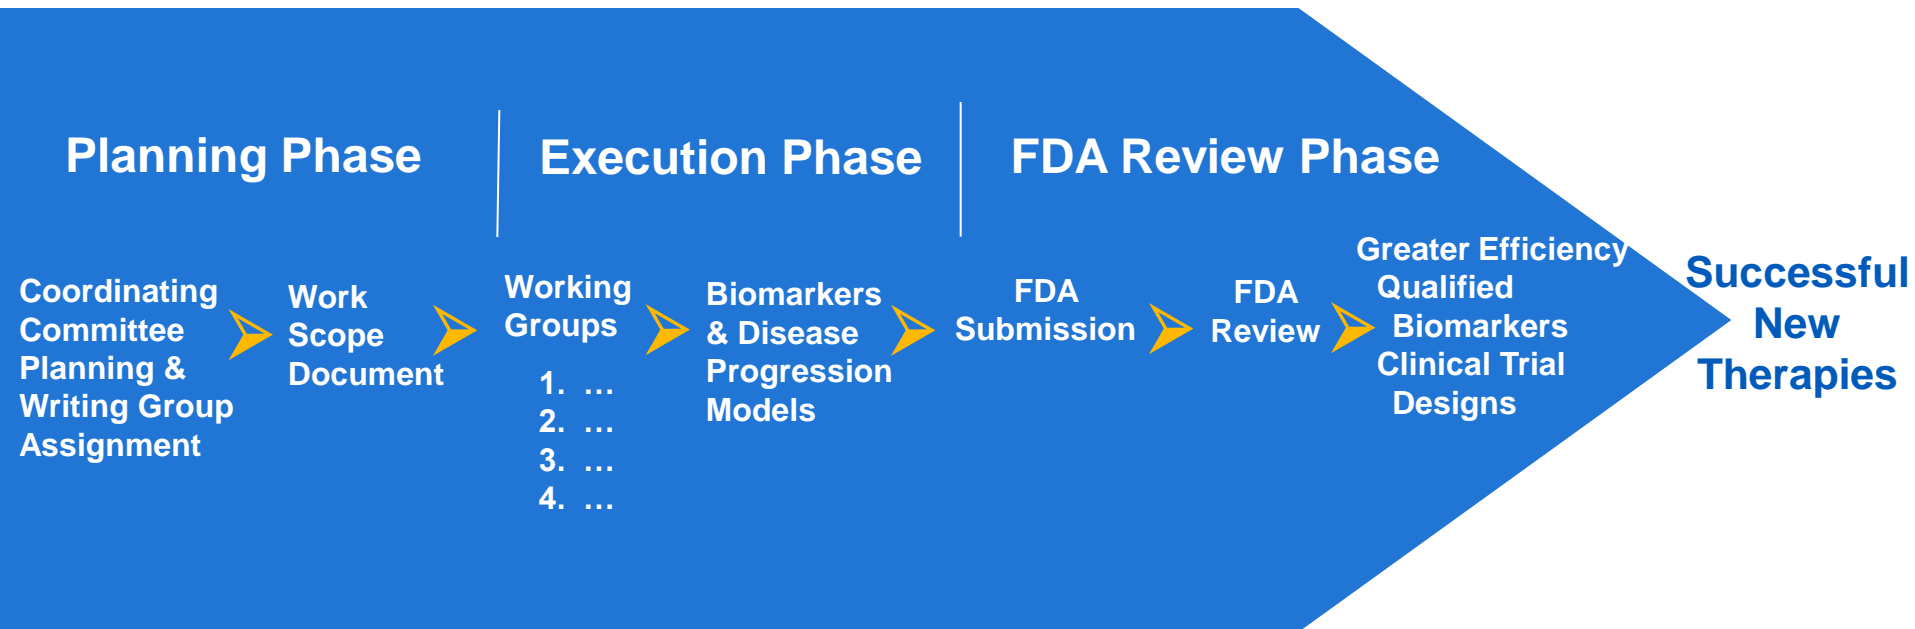 Planning Phase
Execution Phase
FDA Review Phase
Coordinating
Committee
Planning &
Writing Group
Assignment
Work
Scope
Document
Working
Groups
1. …
2. …
3. …
4. …
Biomarkers
& Disease
Progression
Models
FDA
Submission
FDA
Review
Greater Efficiency
Qualified
Biomarkers
Clinical Trial
Designs
Successful
New
Therapies